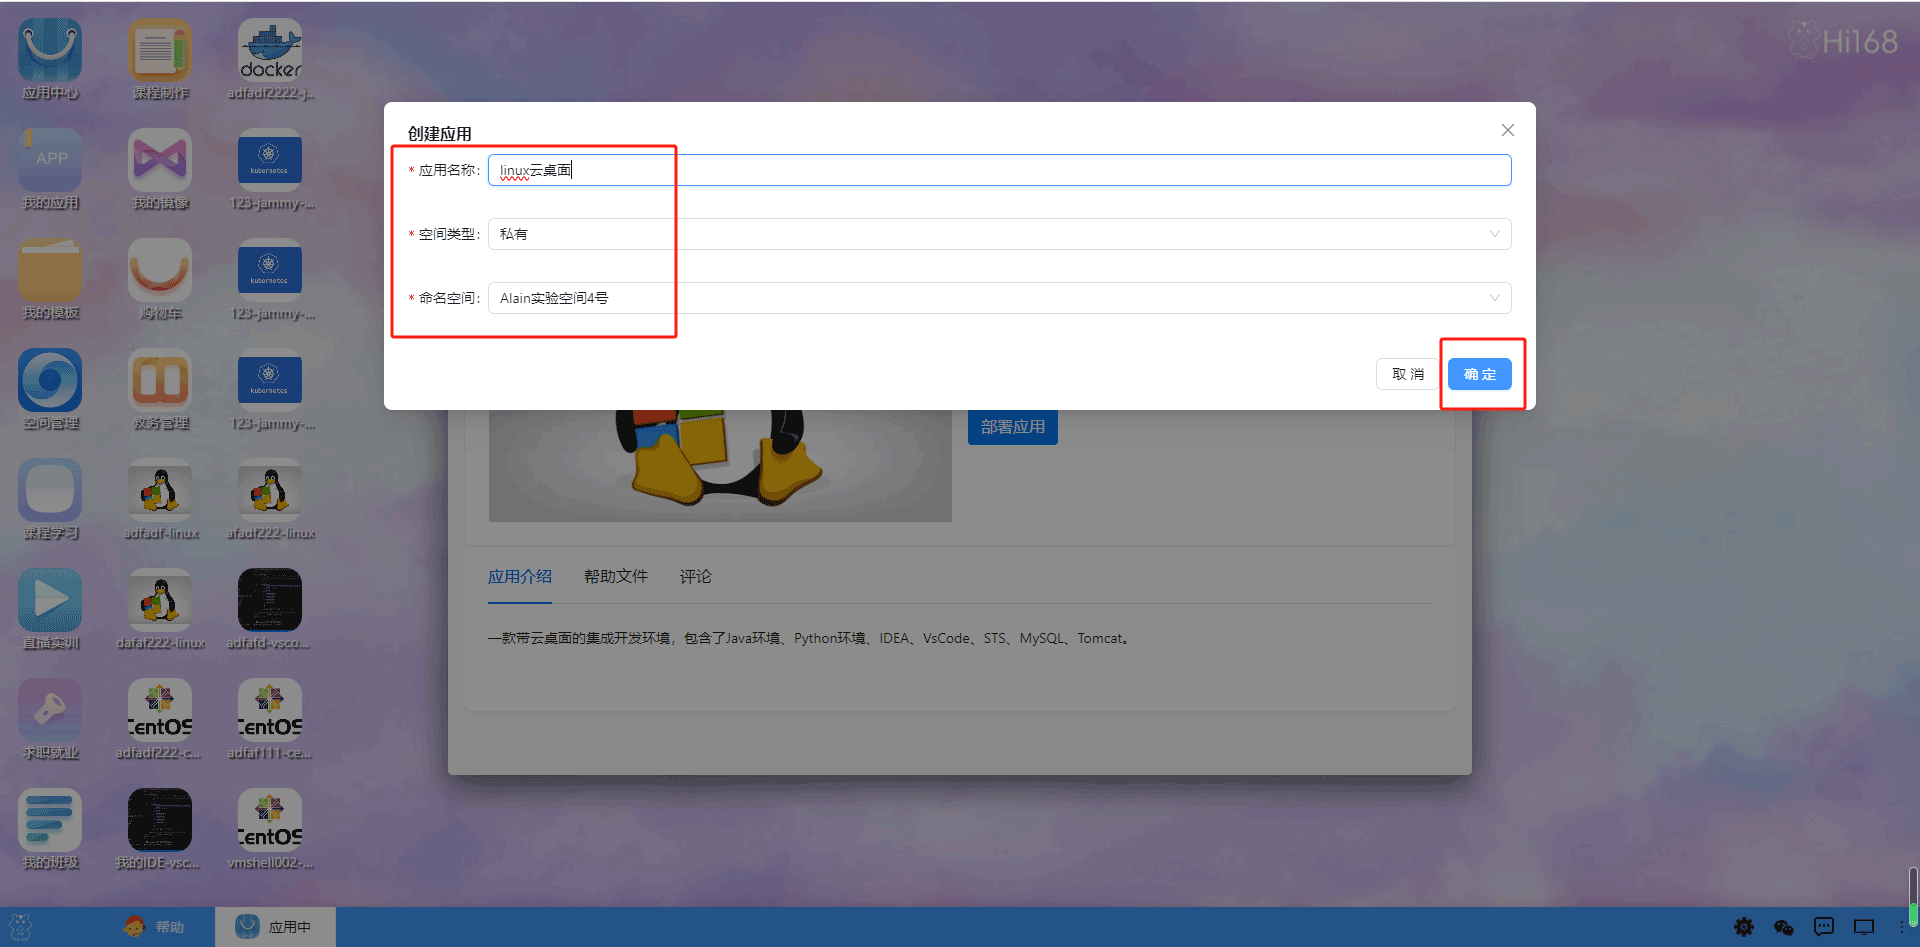 Hi168
应用中心
课程制作
docker
adfadf2222-j...
APP
我的应用
我的镜像
kubernetes
123-jammy-...
我的模板
购物车
kubernetes
123-jammy-...
空间管理
教务管理
kubernetes
123-jammy-...
课程学习
adfadf-linux
afadf222-linux
直播实训
dafaf222-linux
adfafd-vsco...
求职就业
CentOS
adfadf222-c...
CentOS
adfaf111-ce...
我的班级
我的IDE-vsc...
CentOS
vmshell002-...
创建应用
* 应用名称: linux云桌面
* 空间类型: 私有
* 命名空间: Alain实验空间4号
取 消
确 定
部署应用
应用介绍 帮助文件 评论
一款带云桌面的集成开发环境，包含了Java环境、Python环境、IDEA、VsCode、STS、MySQL、Tomcat。
帮助
应用中